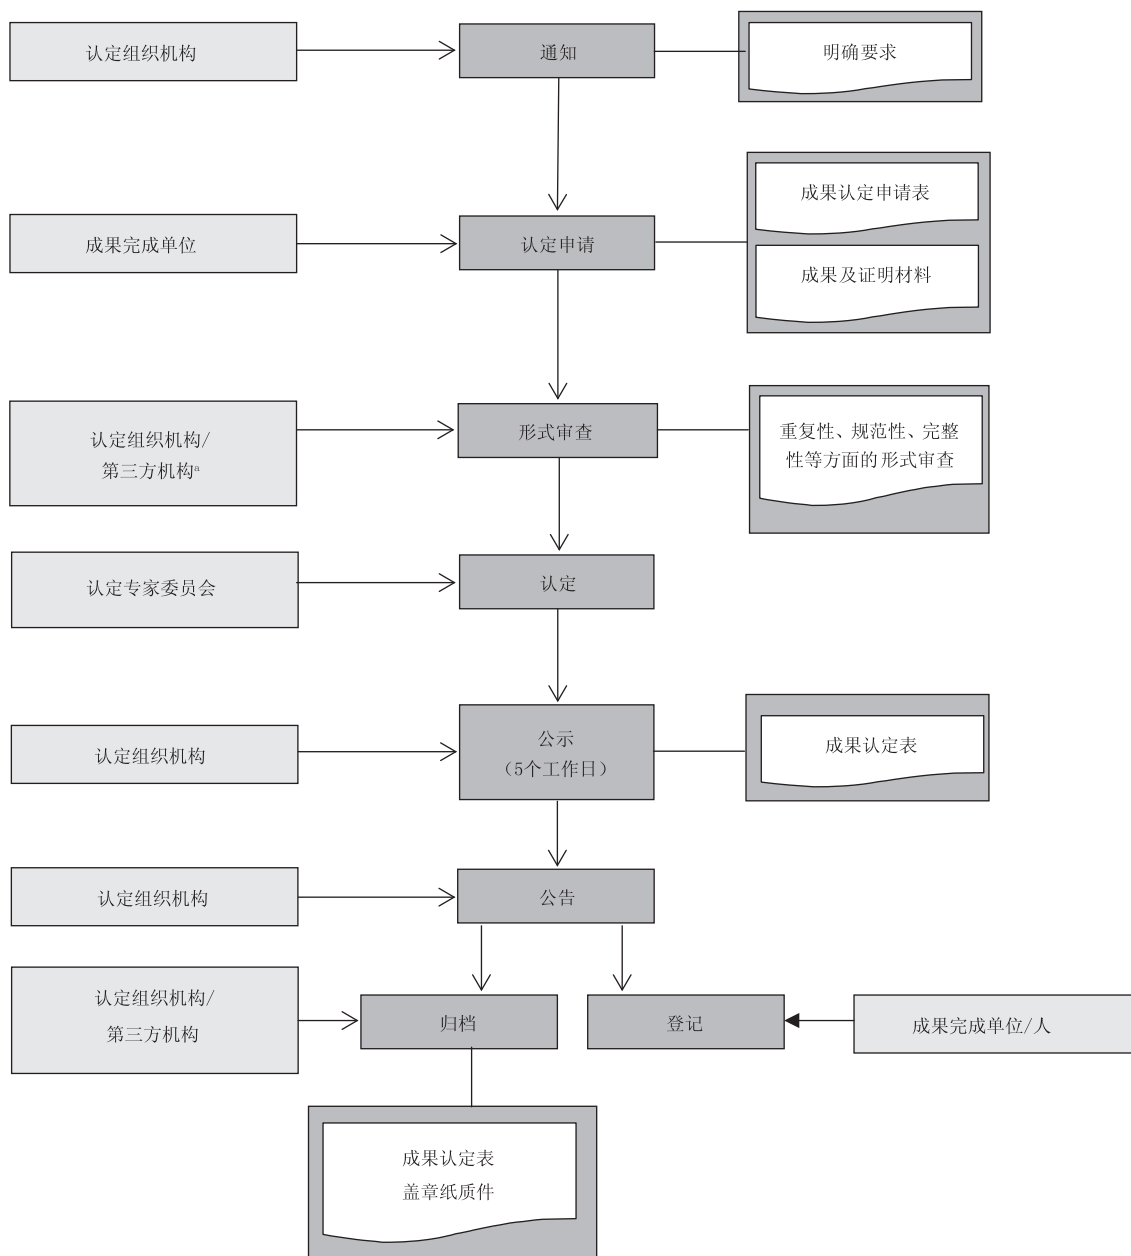 认定组织机构
通知
明确要求
成果认定申请表
成果完成单位
认定申请
成果及证明材料
认定组织机构/
第三方机构ᵃ
形式审查
重复性、规范性、完整
性等方面的形式审查
认定专家委员会
认定
认定组织机构
公示
（5个工作日）
成果认定表
认定组织机构
公告
认定组织机构/
第三方机构
归档
登记
成果完成单位/人
成果认定表
盖章纸质件